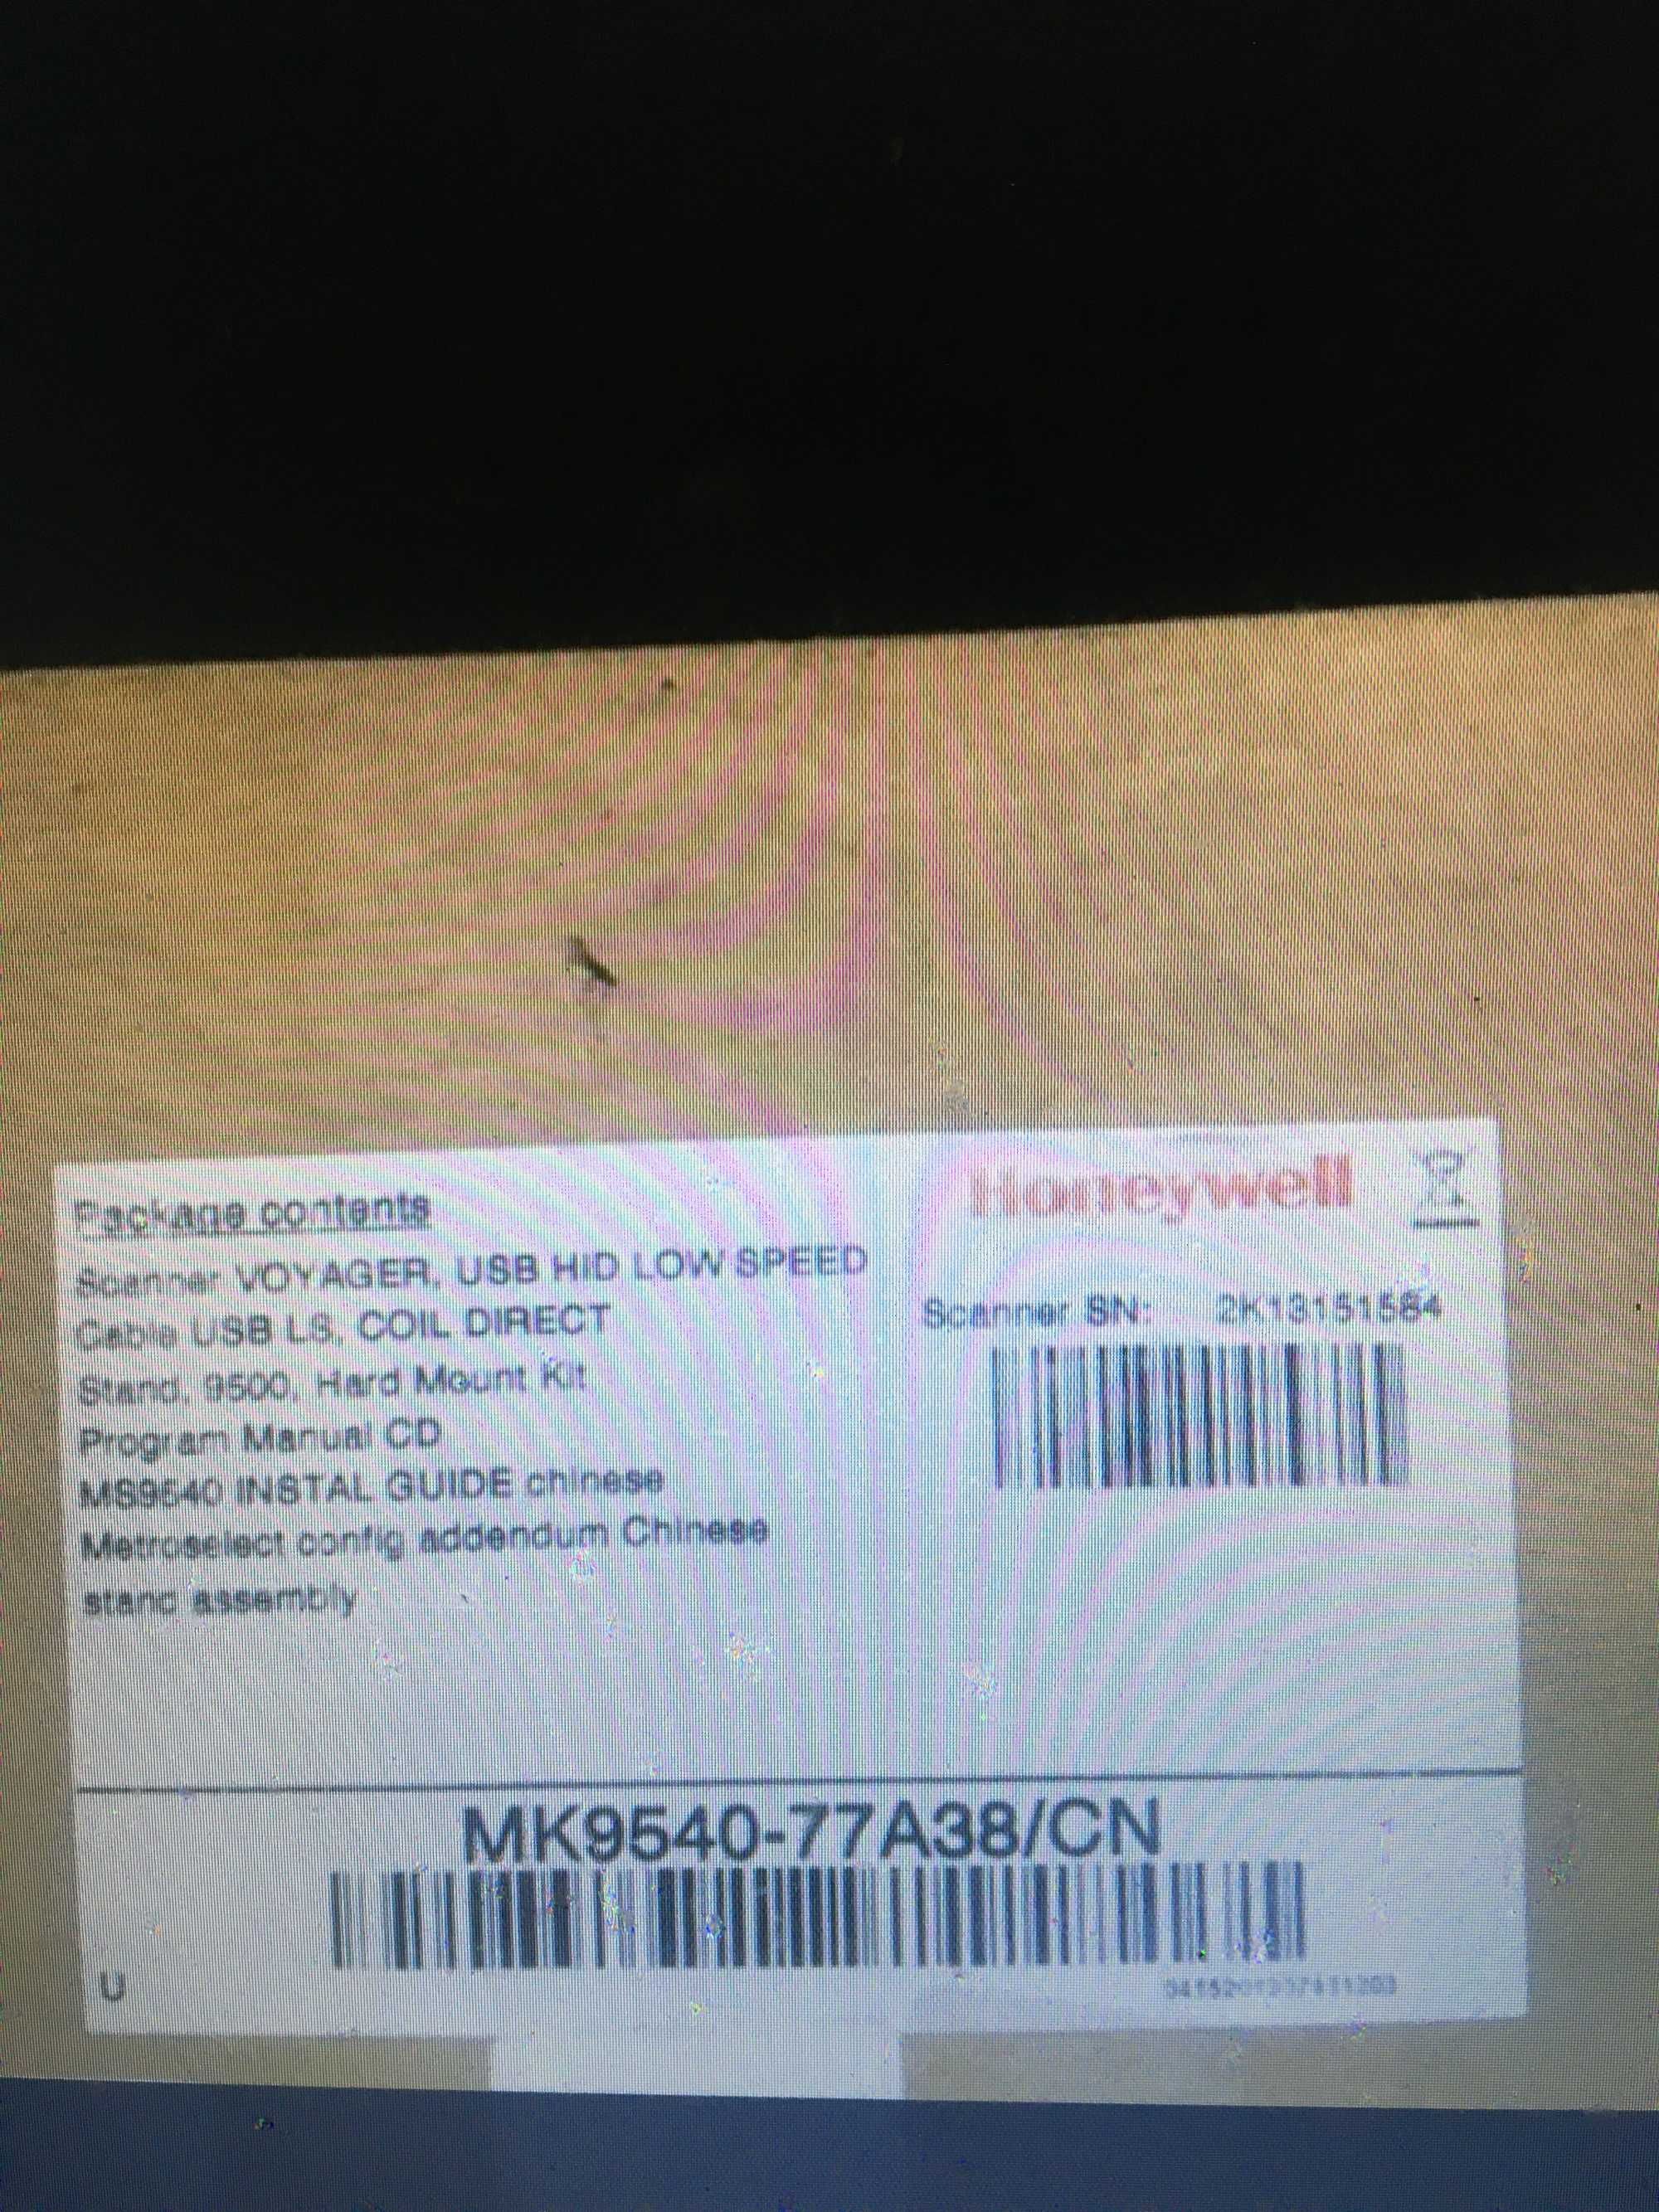 Package contents
Honeywell
Scanner VOYAGER, USB HID LOW SPEED
Cable USB LS, COIL DIRECT
Scanner SN: 2K13151584
Stand, 9500, Hard Mount Kit
Program Manual CD
MS9540 INSTAL GUIDE chinese
Metroselect config addendum Chinese
stand assembly
MK9540-77A38/CN
U